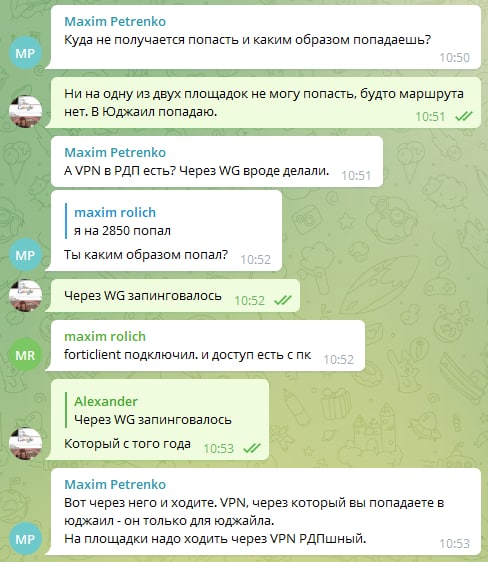 Maxim Petrenko
Куда не получается попасть и каким образом попадаешь?
MP
10:50
Ни на одну из двух площадок не могу попасть, будто маршрута
нет. В Юджаил попадаю.
10:51
Maxim Petrenko
А VPN в РДП есть? Через WG вроде делали.
10:51
maxim rolich
я на 2850 попал
Ты каким образом попал?
MP
10:52
Через WG запинговалось
10:52
maxim rolich
forticlient подключил. и доступ есть с пк
MR
10:52
Alexander
Через WG запинговалось
Который с того года
10:53
Maxim Petrenko
Вот через него и ходите. VPN, через который вы попадаете в
юджаил - он только для юджайла.
На площадки надо ходить через VPN РДПшный.
MP
10:53